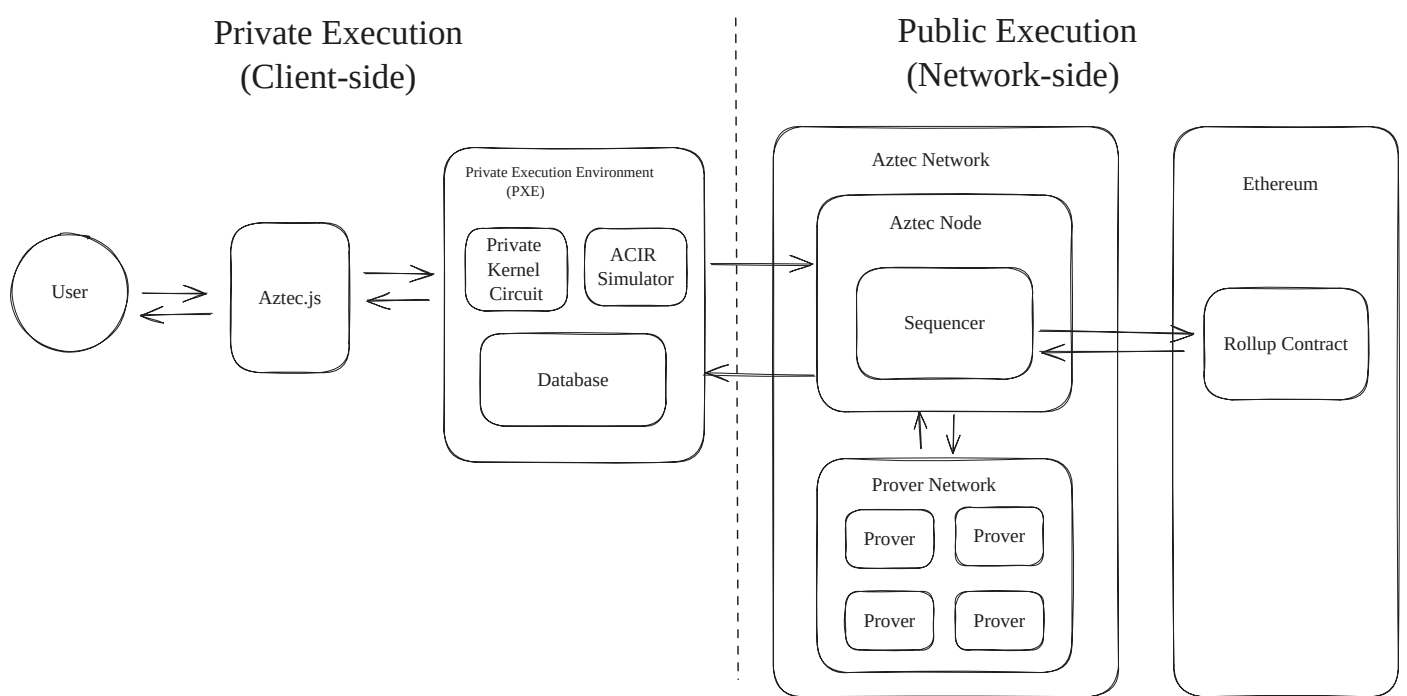 Private Execution
(Client-side)
Public Execution
(Network-side)
User
Aztec.js
Private Execution Environment
(PXE)
Private
Kernel
Circuit
ACIR
Simulator
Database
Aztec Network
Aztec Node
Sequencer
Prover Network
Prover
Prover
Prover
Prover
Ethereum
Rollup Contract